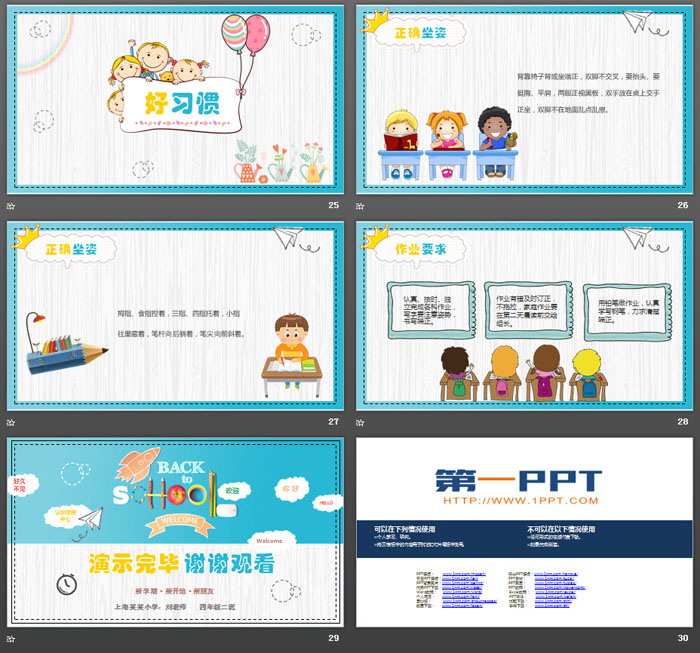 好习惯
25
正确坐姿
背靠椅子背或坐端正，双脚不交叉，要抬头、要
挺胸、平肩，两眼正视黑板，双手放在桌上交手
正坐，双脚不在地面乱点乱擦。
26
正确坐姿
拇指、食指捏着，三指、四指托着，小指
往里藏着，笔杆向后躺着，笔尖向前斜着。
27
作业要求
认真、按时、独
立完成各科作业，
写字要注意姿势，
书写端正。
作业有错及时订正，
不拖拉，家庭作业要
在第二天晨读前交给
组长。
用铅笔做作业，认真
学写钢笔，力求清楚
端正。
28
好久
不见
BACK
to
SCHOOL
WELCOME
欢迎
你好
Hello
认识你很
开心
Welcome
演示完毕 谢谢观看
新学期·新开始·新朋友
上海某某小学：刘老师 四年级二班
29
第一PPT
HTTP://WWW.1PPT.COM
可以在下列情况使用
不可以在以下情况使用
30